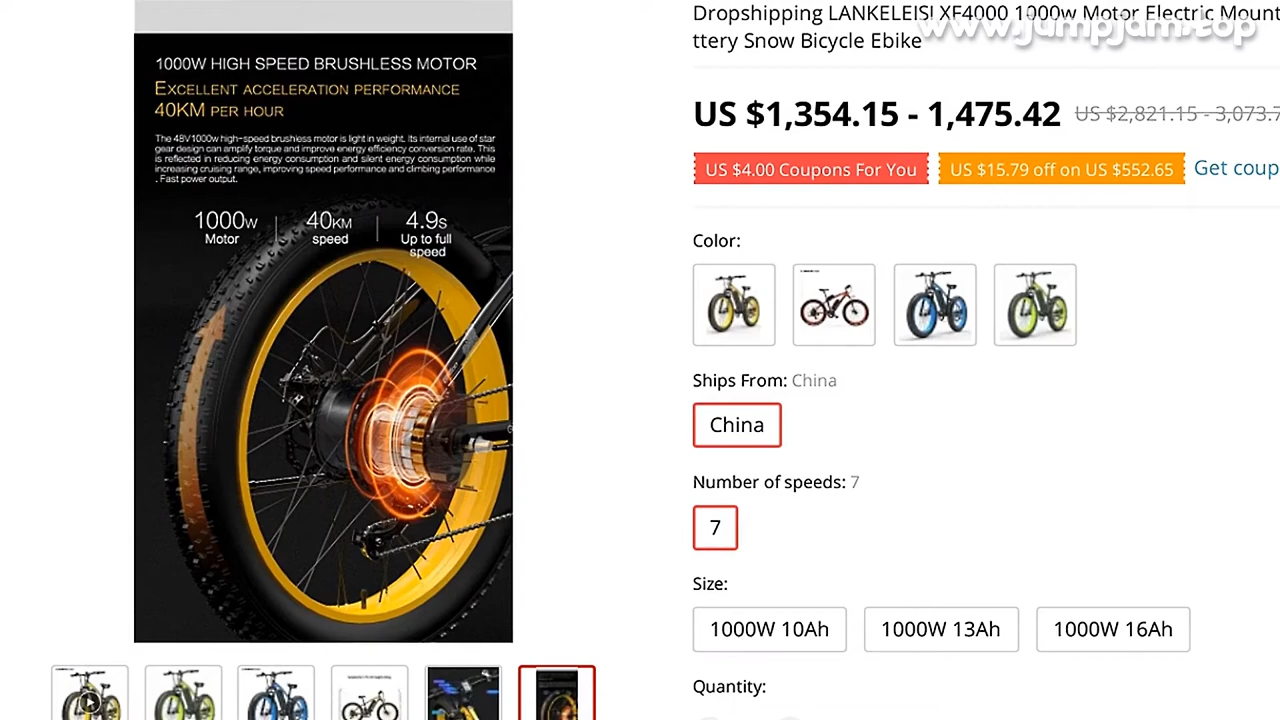 1000W HIGH SPEED BRUSHLESS MOTOR
EXCELLENT ACCELERATION PERFORMANCE
40KM PER HOUR
The 48V1000w high-speed brushless motor is light in weight. Its internal use of star
gear design can amplify torque and improve energy efficiency conversion rate. This
is reflected in reducing energy consumption and silent energy consumption while
increasing cruising range, improving speed performance and climbing performance
. Fast power output.
1000W
Motor
40KM
speed
4.9S
Up to full
speed
www.jumpjam.top
Dropshipping LANKELEISI XF4000 1000w Motor Electric Mount
ttery Snow Bicycle Ebike
US $1,354.15 - 1,475.42 US $2,821.15 - 3,073.7
US $4.00 Coupons For You US $15.79 off on US $552.65 Get coup
Color:
Ships From: China
China
Number of speeds: 7
7
Size:
1000W 10Ah 1000W 13Ah 1000W 16Ah
Quantity: